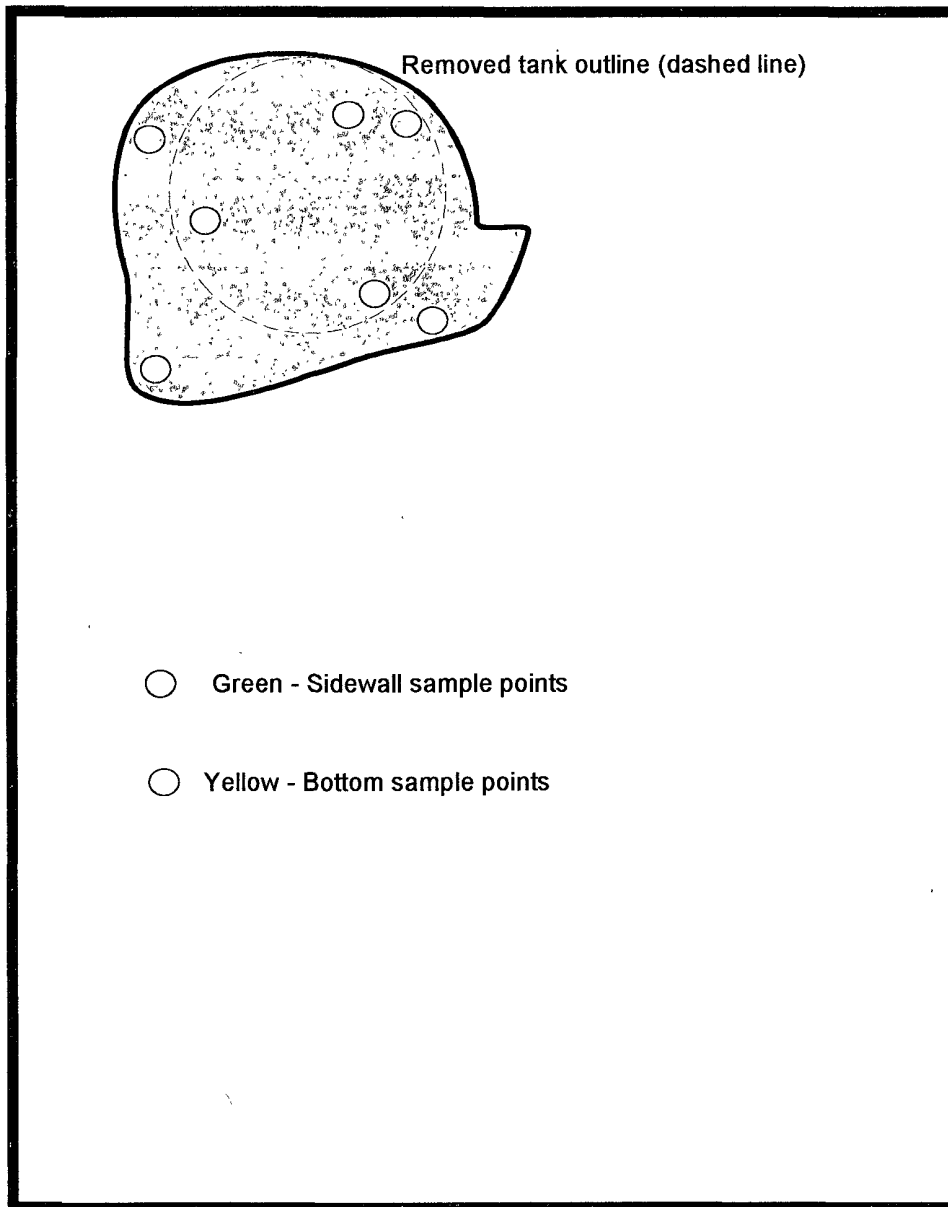 Removed tank outline (dashed line)
Green - Sidewall sample points
Yellow - Bottom sample points